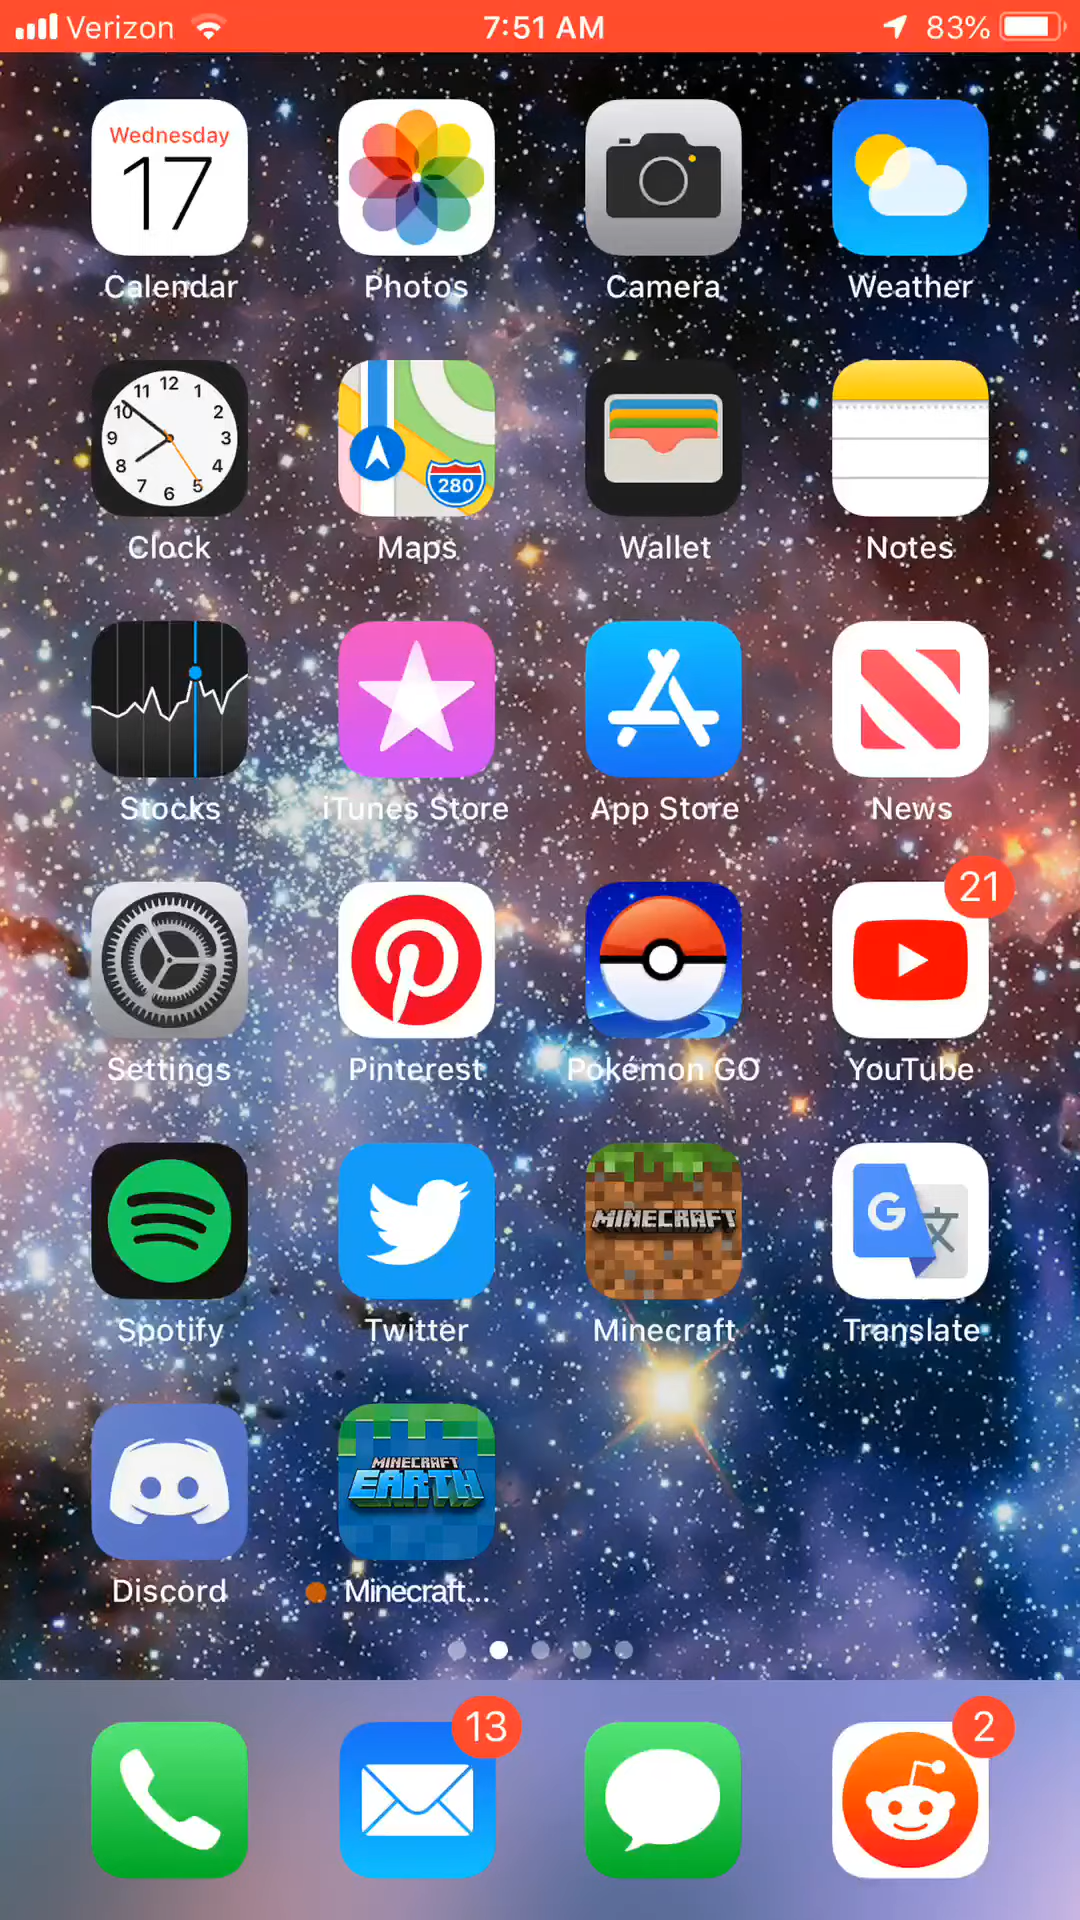 Verizon 7:51 AM 83%
Wednesday
17
Calendar Photos Camera Weather
12
11 1
10 2
9 3
8 4
7 5
6
280
Clock Maps Wallet Notes
Stocks iTunes Store App Store News
21
Settings Pinterest Pokémon GO YouTube
MINECRAFT
G 文
Spotify Twitter Minecraft Translate
MINECRAFT
EARTH
Discord Minecraft...
13 2